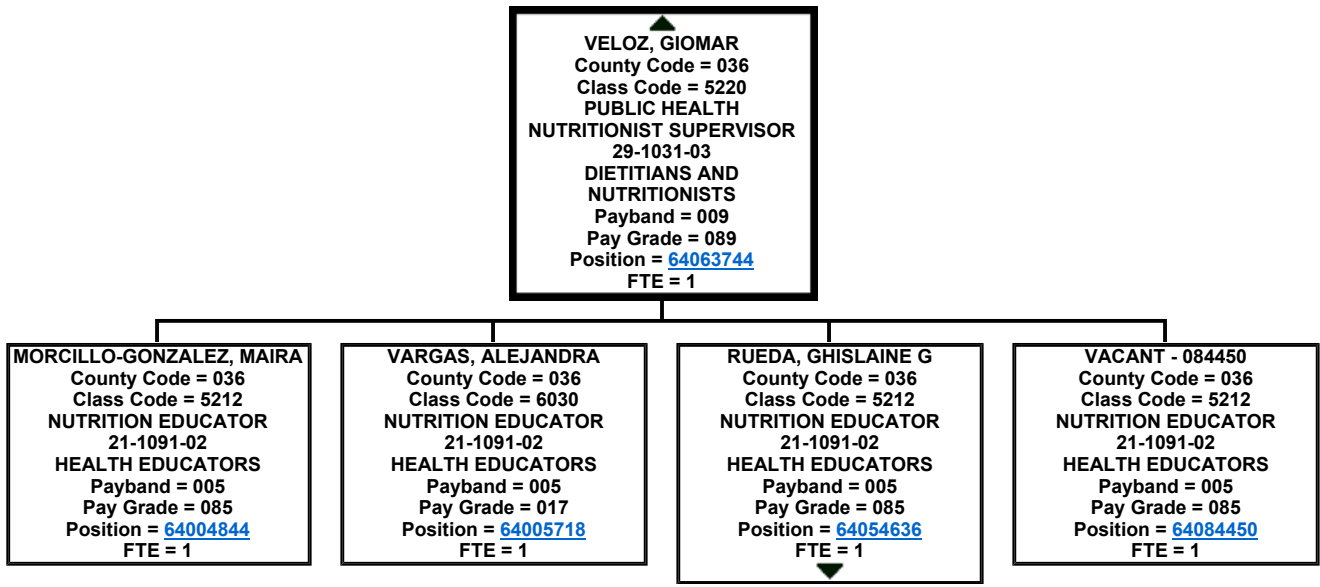 VELOZ, GIOMAR
County Code = 036
Class Code = 5220
PUBLIC HEALTH
NUTRITIONIST SUPERVISOR
29-1031-03
DIETITIANS AND
NUTRITIONISTS
Payband = 009
Pay Grade = 089
Position = 64063744
FTE = 1
MORCILLO-GONZALEZ, MAIRA
County Code = 036
Class Code = 5212
NUTRITION EDUCATOR
21-1091-02
HEALTH EDUCATORS
Payband = 005
Pay Grade = 085
Position = 64004844
FTE = 1
VARGAS, ALEJANDRA
County Code = 036
Class Code = 6030
NUTRITION EDUCATOR
21-1091-02
HEALTH EDUCATORS
Payband = 005
Pay Grade = 017
Position = 64005718
FTE = 1
RUEDA, GHISLAINE G
County Code = 036
Class Code = 5212
NUTRITION EDUCATOR
21-1091-02
HEALTH EDUCATORS
Payband = 005
Pay Grade = 085
Position = 64054636
FTE = 1
VACANT - 084450
County Code = 036
Class Code = 5212
NUTRITION EDUCATOR
21-1091-02
HEALTH EDUCATORS
Payband = 005
Pay Grade = 085
Position = 64084450
FTE = 1